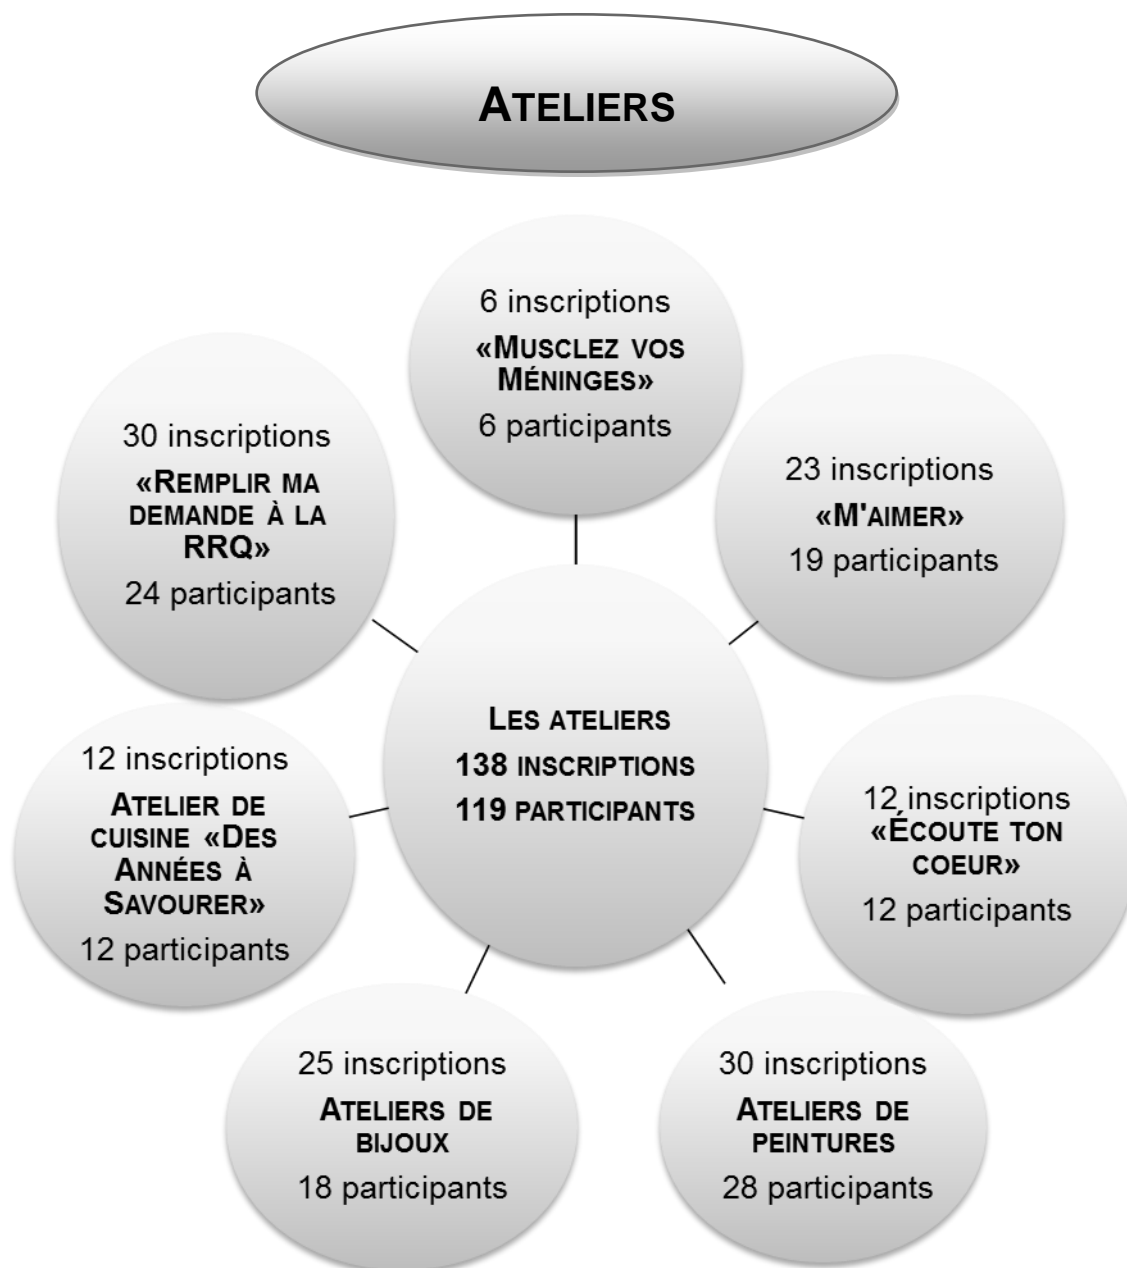 ATELIERS
6 inscriptions
«MUSCLEZ VOS
MÉNINGES»
6 participants
23 inscriptions
«M'AIMER»
19 participants
12 inscriptions
«ÉCOUTE TON
COEUR»
12 participants
30 inscriptions
ATELIERS DE
PEINTURES
28 participants
25 inscriptions
ATELIERS DE
BIJOUX
18 participants
12 inscriptions
ATELIER DE
CUISINE «DES
ANNÉES À
SAVOURER»
12 participants
30 inscriptions
«REMPLIR MA
DEMANDE À LA
RRQ»
24 participants
LES ATELIERS
138 INSCRIPTIONS
119 PARTICIPANTS